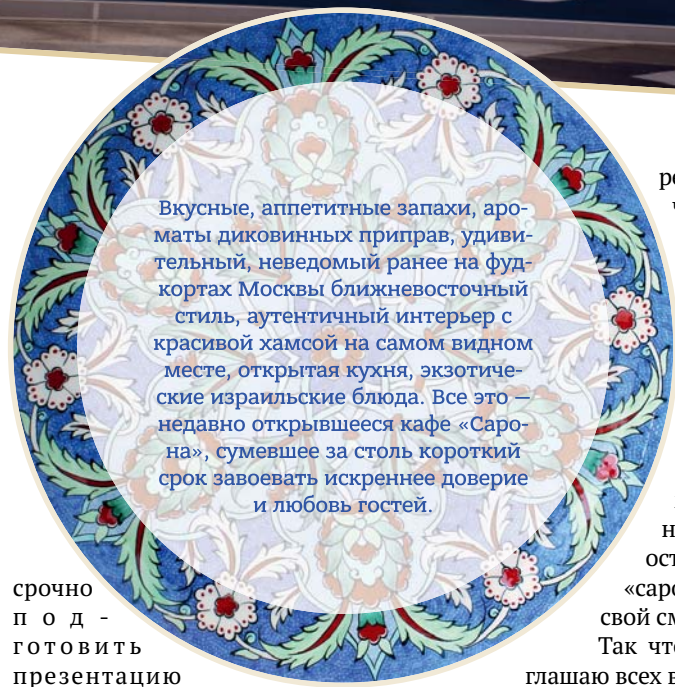 Вкусные, аппетитные запахи, аро-
маты диковинных приправ, удиви-
тельный, неведомый ранее на фуд-
кортах Москвы ближневосточный
стиль, аутентичный интерьер с
красивой хамсой на самом видном
месте, открытая кухня, экзотиче-
ские израильские блюда. Все это —
недавно открывшееся кафе «Саро-
на», сумевшее за столь короткий
срок завоевать искреннее доверие
и любовь гостей.
срочно
под-
готовить
презентацию
свой
Так
глашаю всех